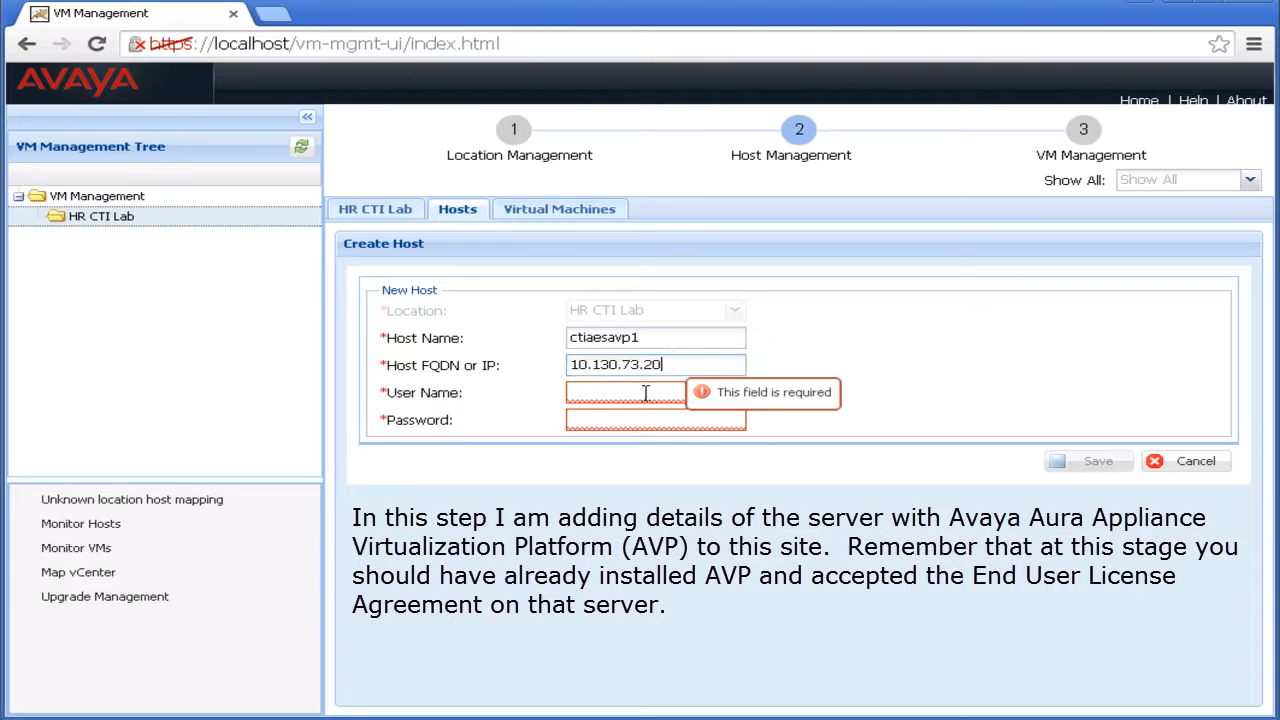 VM Management
https://localhost/vm-mgmt-ui/index.html
AVAYA
Home | Help | About
VM Management Tree
VM Management
HR CTI Lab
Unknown location host mapping
Monitor Hosts
Monitor VMs
Map vCenter
Upgrade Management
1 2 3
Location Management Host Management VM Management
Show All: Show All
HR CTI Lab Hosts Virtual Machines
Create Host
New Host
*Location: HR CTI Lab
*Host Name: ctiaesavp1
*Host FQDN or IP: 10.130.73.20
*User Name: This field is required
*Password:
Save Cancel
In this step I am adding details of the server with Avaya Aura Appliance
Virtualization Platform (AVP) to this site. Remember that at this stage you
should have already installed AVP and accepted the End User License
Agreement on that server.